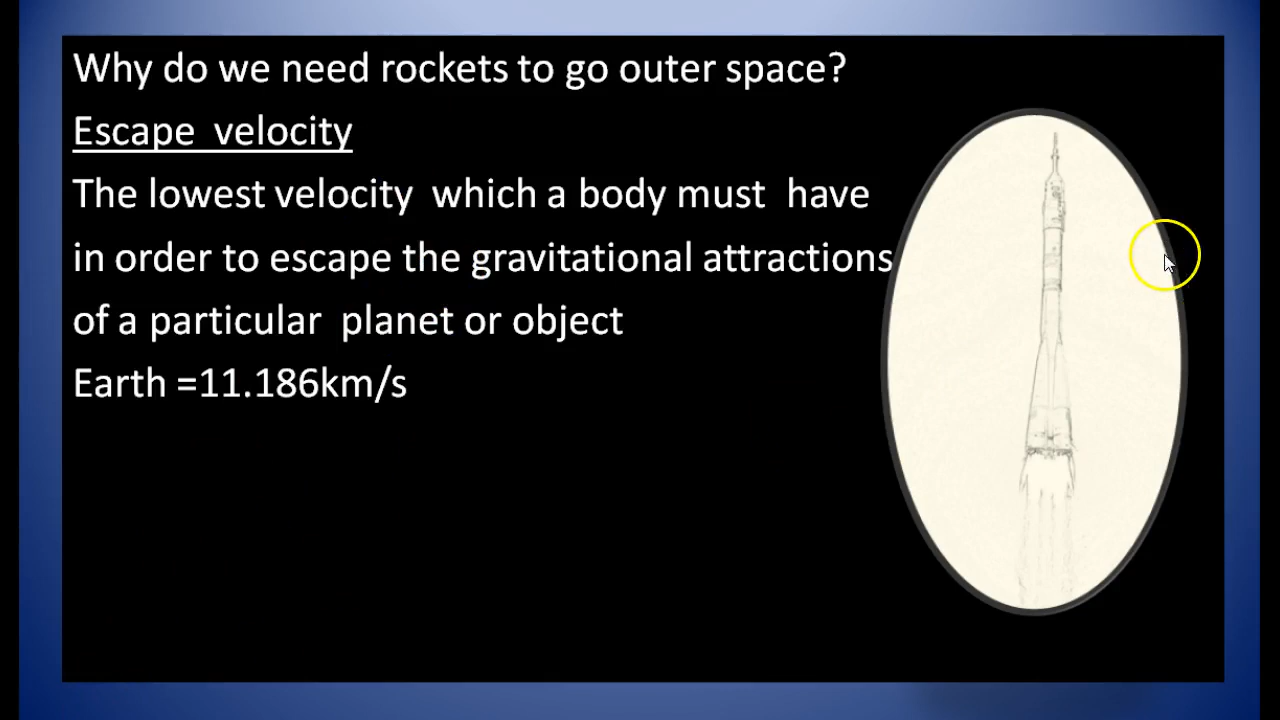 Why do we need rockets to go outer space?
Escape velocity
The lowest velocity which a body must have
in order to escape the gravitational attractions
of a particular planet or object
Earth =11.186km/s